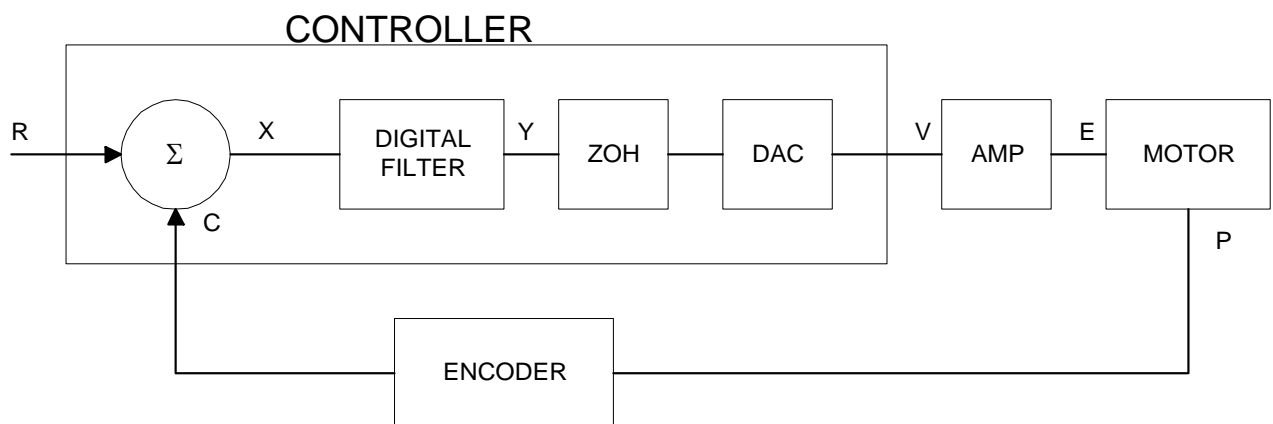 CONTROLLER
R
Σ
X
DIGITAL
FILTER
Y
ZOH
DAC
V
AMP
E
MOTOR
C
P
ENCODER